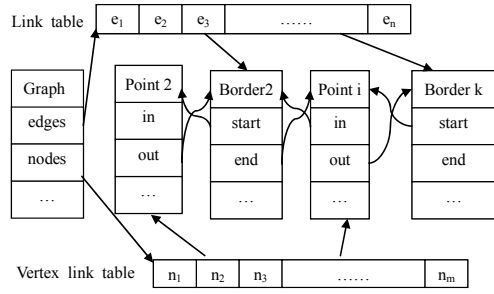 Link table e1 e2 e3 …… en
Graph Point 2 Border2 Point i Border k
edges in start in start
nodes out end out end
… … … … …
Vertex link table n1 n2 n3 …… nm